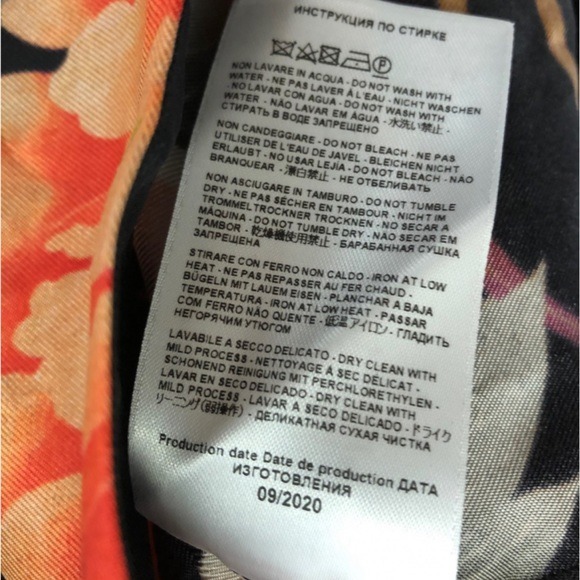 ИНСТРУКЦИЯ ПО СТИРКЕ
NON LAVARE IN ACQUA - DO NOT WASH WITH
WATER - NE PAS LAVER À L'EAU - NICHT WASCHEN
- NO LAVAR CON AGUA - DO NOT WASH WITH
WATER - NÃO LAVAR EM ÁGUA - 水洗い禁止 -
СТИРАТЬ В ВОДЕ ЗАПРЕЩЕНО
NON CANDEGGIARE - DO NOT BLEACH - NE PAS
UTILISER DE L'EAU DE JAVEL - BLEICHEN NICHT
ERLAUBT - NO USAR LEJÍA - DO NOT BLEACH - NÃO
BRANQUEAR - 漂白禁止 - НЕ ОТБЕЛИВАТЬ
NON ASCIUGARE IN TAMBURO - DO NOT TUMBLE
DRY - NE PAS SÉCHER EN TAMBOUR - NICHT IM
TROMMELTROCKNER TROCKNEN - NO SECAR A
MÁQUINA - DO NOT TUMBLE DRY - NÃO SECAR EM
TAMBOR - 乾燥機使用禁止 - БАРАБАННАЯ СУШКА
ЗАПРЕЩЕНА
STIRARE CON FERRO NON CALDO - IRON AT LOW
HEAT - NE PAS REPASSER AU FER CHAUD -
BÜGELN MIT LAUEM EISEN - PLANCHAR A BAJA
TEMPERATURA - IRON AT LOW HEAT - PASSAR
COM FERRO NÃO QUENTE - 低温アイロン - ГЛАДИТЬ
НЕГОРЯЧИМ УТЮГОМ
LAVABILE A SECCO DELICATO - DRY CLEAN WITH
MILD PROCESS - NETTOYAGE À SEC DÉLICAT -
SCHONEND REINIGUNG MIT PERCHLORETHYLEN -
LAVAR EN SECO DELICADO - DRY CLEAN WITH
MILD PROCESS - LAVAR A SECO DELICADO - ドライク
リーニング(弱操作) - ДЕЛИКАТНАЯ СУХАЯ ЧИСТКА
Production date Date de production ДАТА
ИЗГОТОВЛЕНИЯ
09/2020